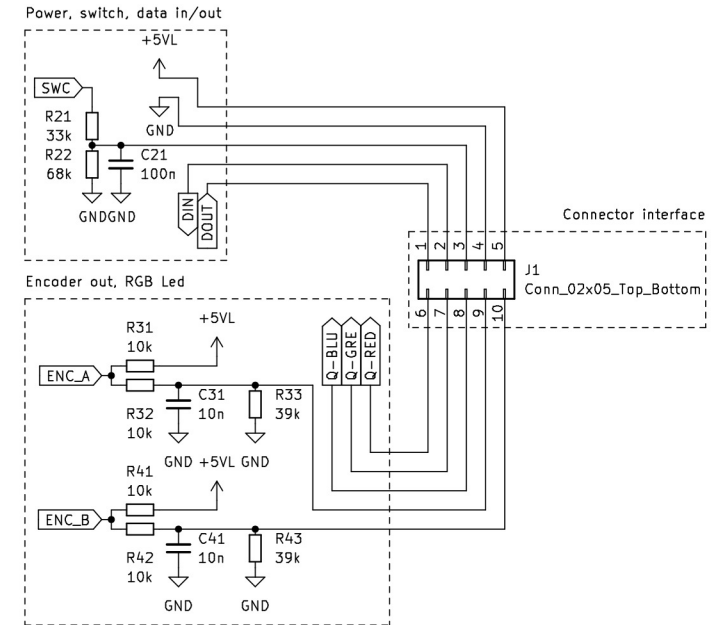 Power, switch, data in/out
+5VL
SWC
GND
R21
33k
R22
68k
C21
100n
GND
GND
DIN
DOUT
Connector interface
1
2
3
4
5
J1
Conn_02x05_Top_Bottom
6
7
8
9
10
Encoder out, RGB Led
R31
10k
+5VL
ENC_A
R32
10k
C31
10n
R33
39k
GND
GND
Q-BLU
Q-GRE
Q-RED
R41
10k
+5VL
ENC_B
R42
10k
C41
10n
R43
39k
GND
GND